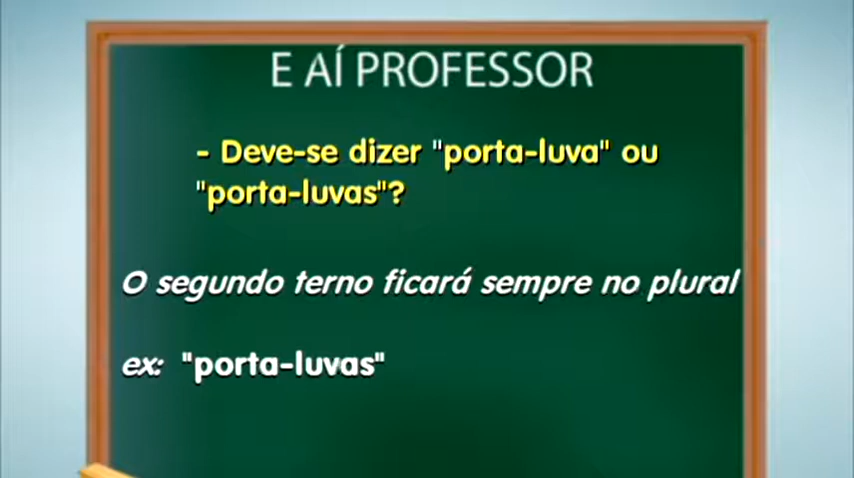 E AÍ PROFESSOR
- Deve-se dizer "porta-luva" ou
"porta-luvas"?
O segundo terno ficará sempre no plural
ex: "porta-luvas"